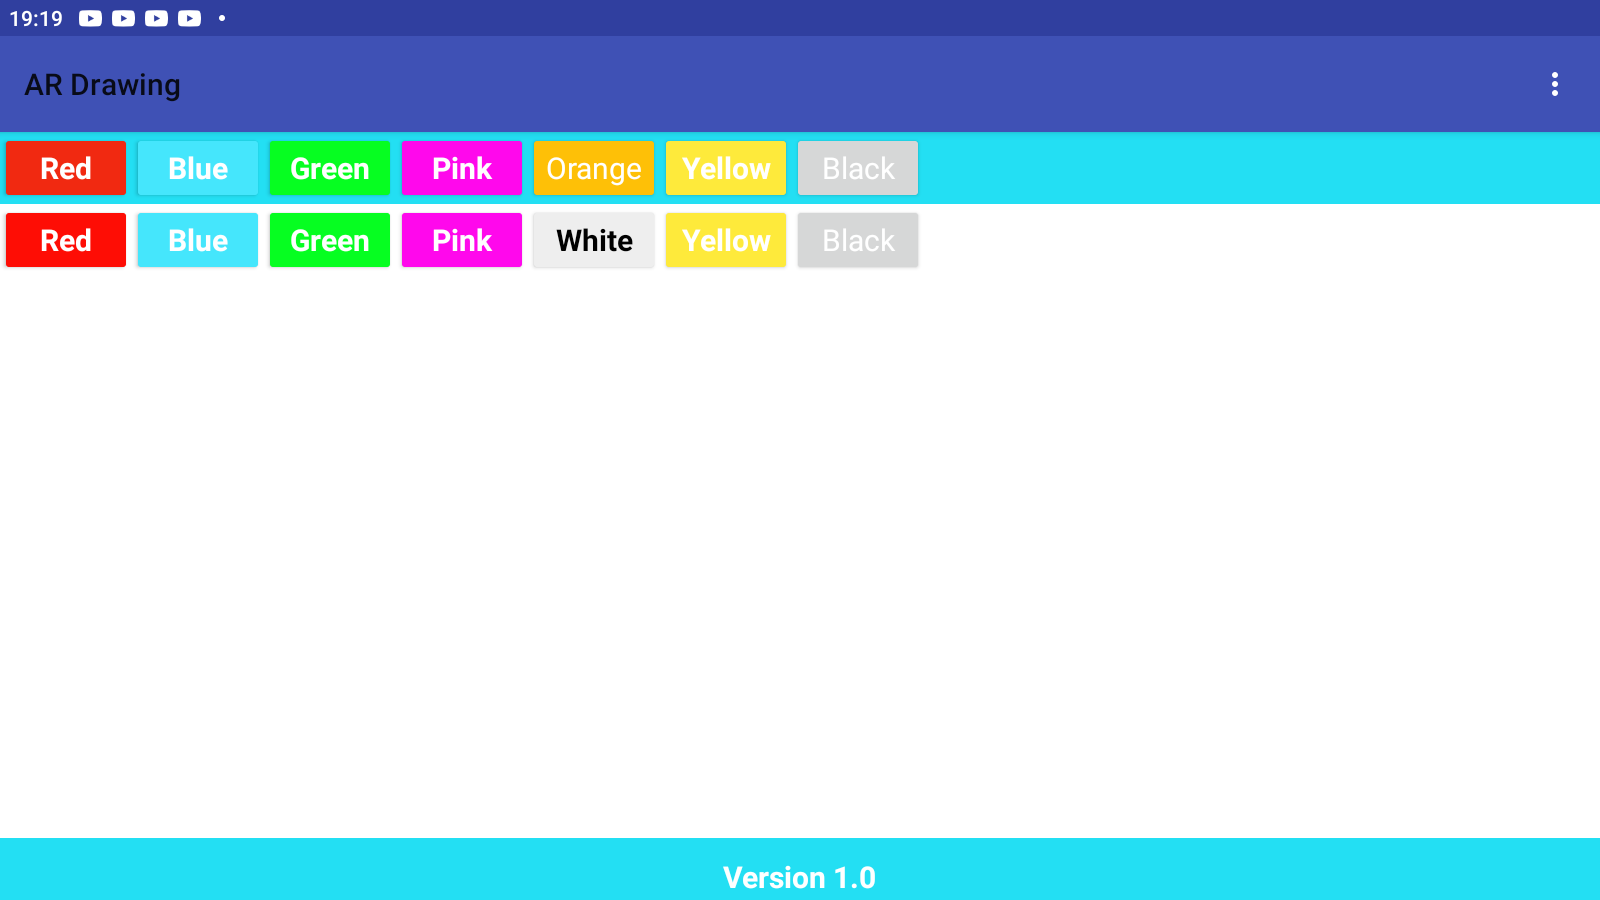 19:19
AR Drawing
Red Blue Green Pink Orange Yellow Black
Red Blue Green Pink White Yellow Black
Version 1.0